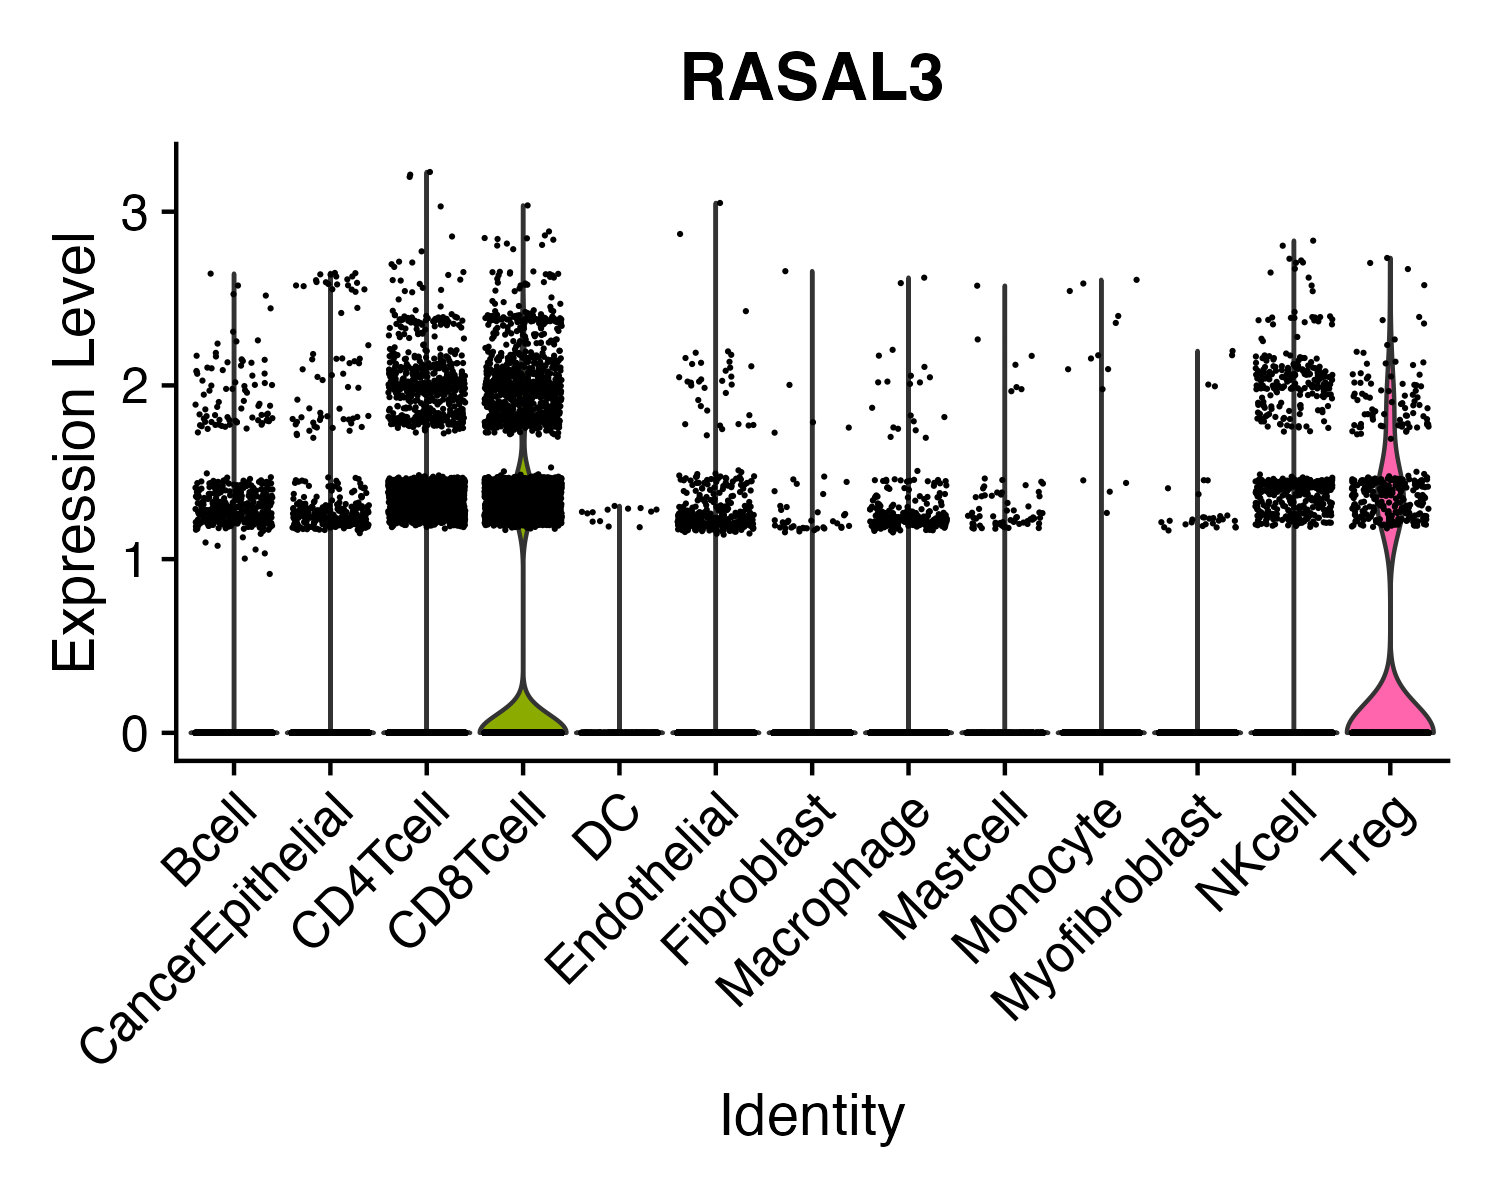 RASAL3
Expression Level
3
2
1
0
Bcell
CancerEpithelial
CD4Tcell
CD8Tcell
DC
Endothelial
Fibroblast
Macrophage
Mastcell
Monocyte
Myofibroblast
NKcell
Treg
Identity